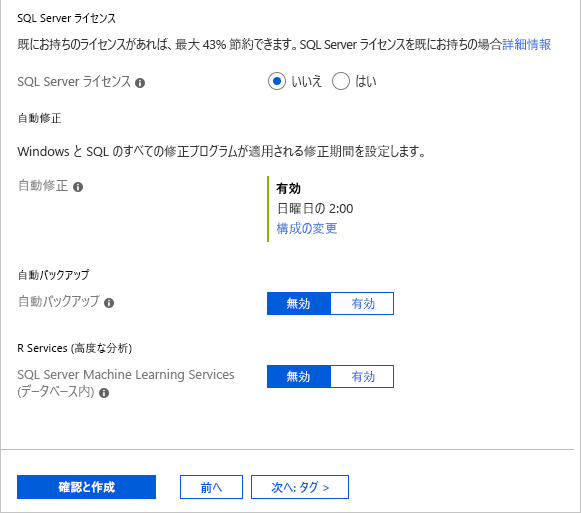 SQL Server ライセンス
既にお持ちのライセンスがあれば、最大 43% 節約できます。SQL Server ライセンスを既にお持ちの場合詳細情報
SQL Server ライセンス いいえ はい
自動修正
Windows と SQL のすべての修正プログラムが適用される修正期間を設定します。
自動修正 有効
日曜日の 2:00
構成の変更
自動バックアップ
自動バックアップ 無効 有効
R Services (高度な分析)
SQL Server Machine Learning Services 無効 有効
(データベース内)
確認と作成 前へ 次へ: タグ >